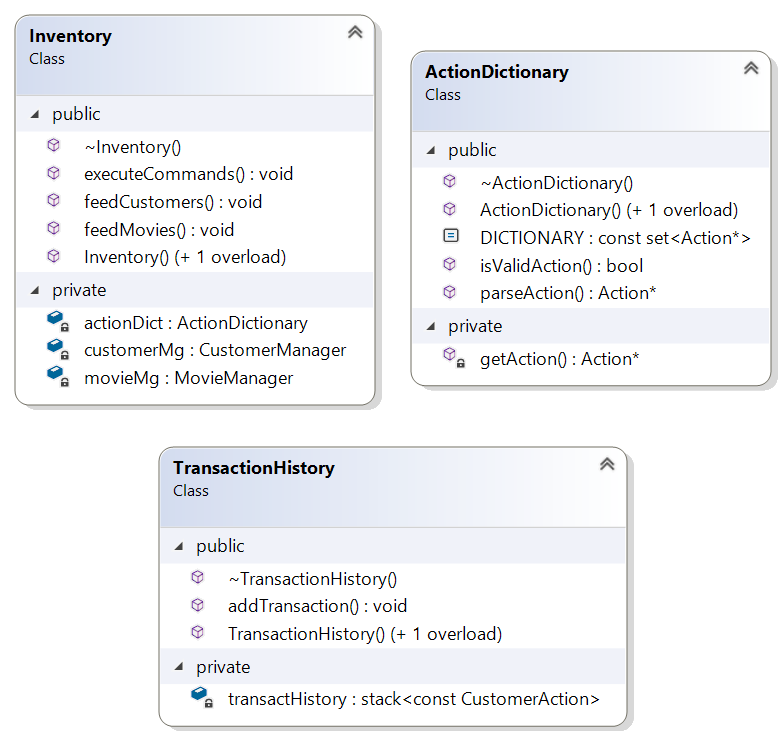 Inventory
Class
public
~Inventory()
executeCommands() : void
feedCustomers() : void
feedMovies() : void
Inventory() (+ 1 overload)
private
actionDict : ActionDictionary
customerMg : CustomerManager
movieMg : MovieManager
ActionDictionary
Class
public
~ActionDictionary()
ActionDictionary() (+ 1 overload)
DICTIONARY : const set<Action*>
isValidAction() : bool
parseAction() : Action*
private
getAction() : Action*
TransactionHistory
Class
public
~TransactionHistory()
addTransaction() : void
TransactionHistory() (+ 1 overload)
private
transactHistory : stack<const CustomerAction>